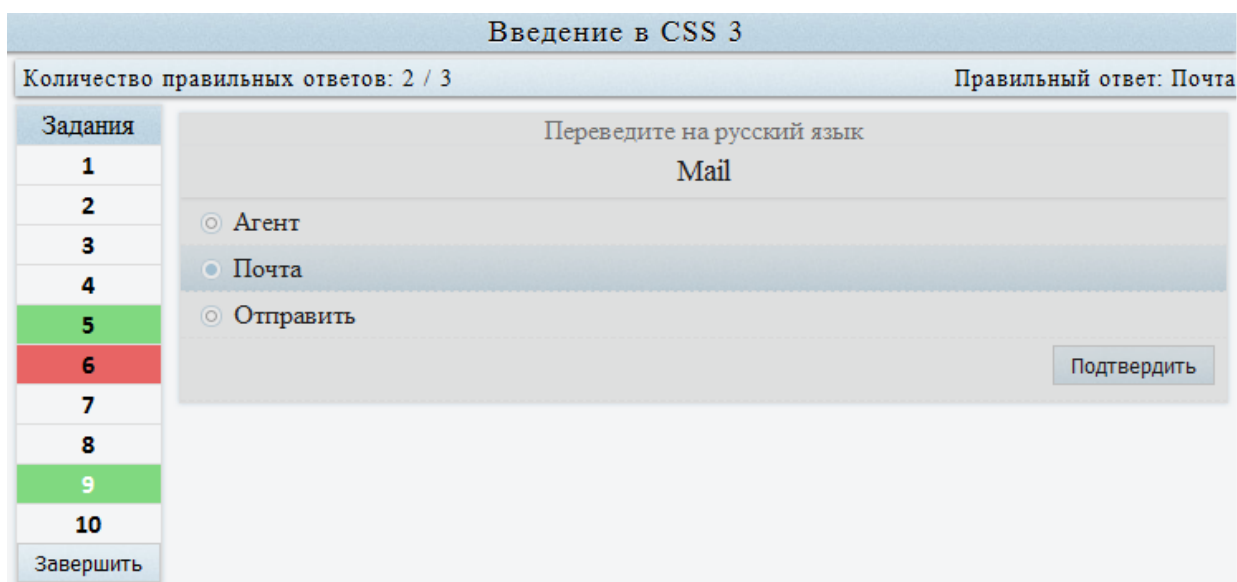 Введение в CSS 3
Количество правильных ответов: 2 / 3
Правильный ответ: Почта
Задания
1
2
3
4
5
6
7
8
9
10
Завершить
Переведите на русский язык
Mail
Агент
Почта
Отправить
Подтвердить